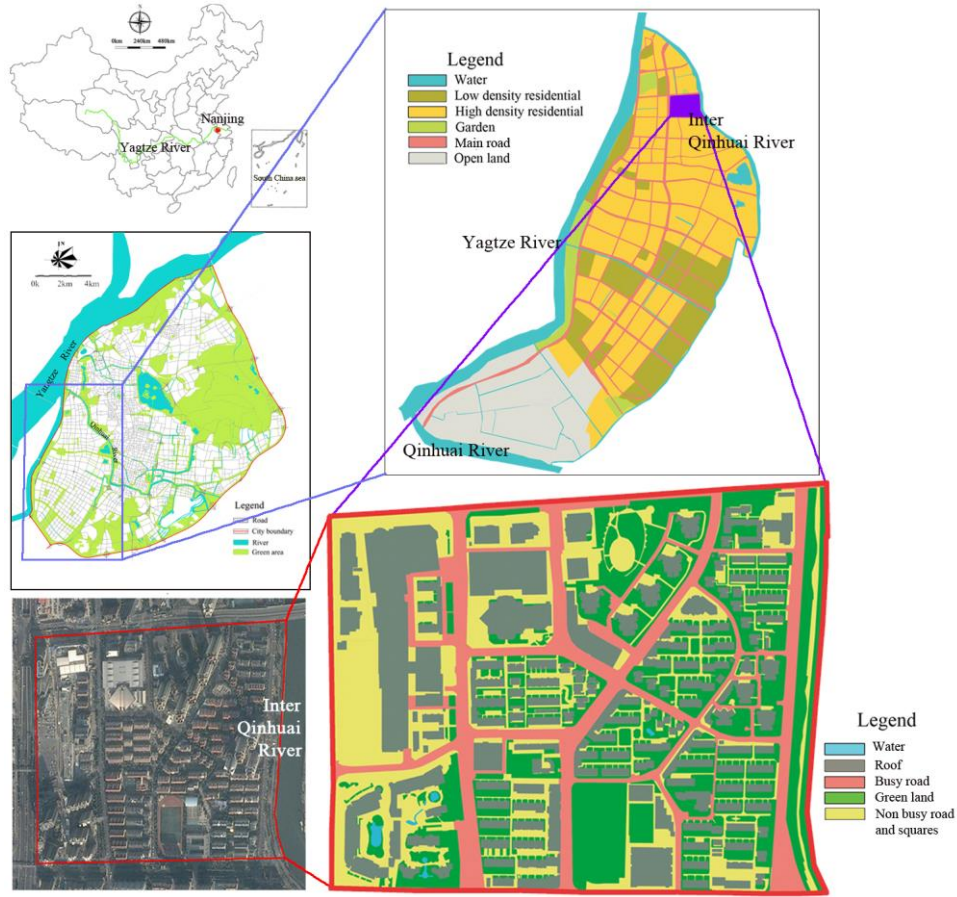 N
0km 240km 480km
Nanjing
Yagtze River
South China sea
N
0k 2km 4km
Yangtze River
Qinhuai River
Legend
Road
City boundary
River
Green area
Legend
Water
Low density residential
High density residential
Garden
Main road
Open land
Inter
Qinhuai River
Yagtze River
Qinhuai River
Inter
Qinhuai
River
Legend
Water
Roof
Busy road
Green land
Non busy road
and squares